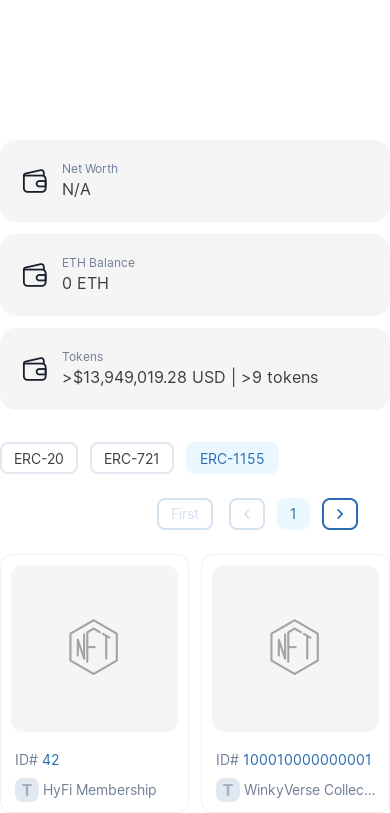 Net Worth
N/A
ETH Balance
0 ETH
Tokens
>$13,949,019.28 USD | >9 tokens
ERC-20 ERC-721 ERC-1155
First 1
NFT NFT
ID# 42
T HyFi Membership
ID# 100010000000001
T WinkyVerse Collec...